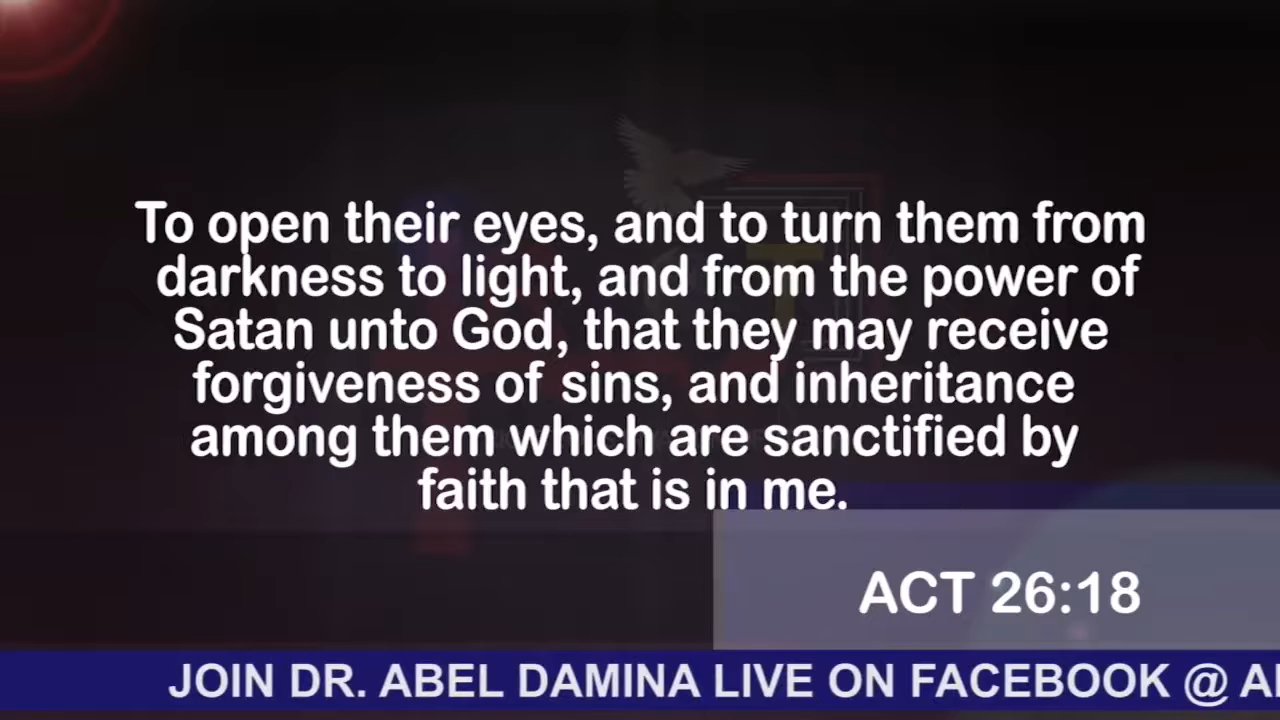 To open their eyes, and to turn them from
darkness to light, and from the power of
Satan unto God, that they may receive
forgiveness of sins, and inheritance
among them which are sanctified by
faith that is in me.
ACT 26:18
JOIN DR. ABEL DAMINA LIVE ON FACEBOOK @